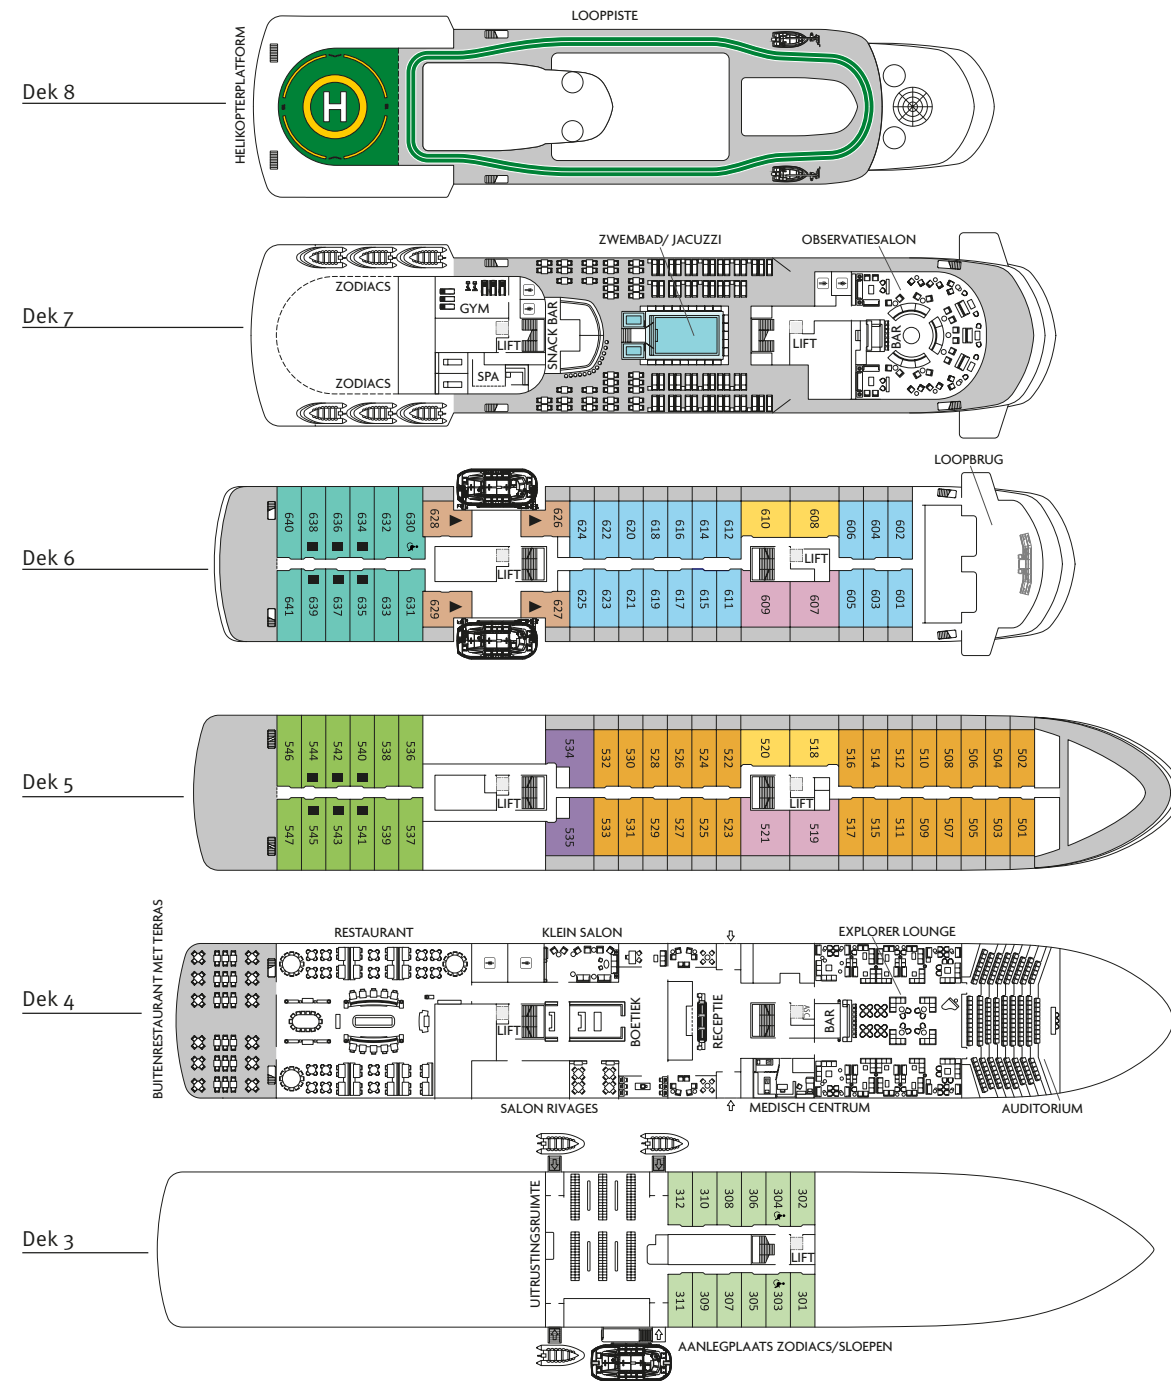 LOOPPISTE
HELIKOPTERPLATFORM
Dek 8
H
ZWEMBAD/ JACUZZI
OBSERVATIESALON
ZODIACS
GYM
Dek 7
LIFT
SNACK BAR
LIFT
BAR
SPA
ZODIACS
LOOPBRUG
640 638 636 634 632 630 628 626 624 622 620 618 616 614 612 610 608 606 604 602
Dek 6
LIFT
LIFT
641 639 637 635 633 631 629 627 625 623 621 619 617 615 611 609 607 605 603 601
546 544 542 540 538 536 534 532 530 528 526 524 522 520 518 516 514 512 510 508 506 504 502
Dek 5
LIFT
LIFT
547 545 543 541 539 537 535 533 531 529 527 525 523 521 519 517 515 511 509 507 505 503 501
BUITENRESTAURANT MET TERRAS
RESTAURANT
KLEIN SALON
EXPLORER LOUNGE
Dek 4
LIFT
BOETIEK
RECEPTIE
ASC
BAR
SALON RIVAGES
MEDISCH CENTRUM
AUDITORIUM
UITRUSTINGSRUIMTE
312 310 308 306 304 302
Dek 3
LIFT
311 309 307 305 303 301
AANLEGPLAATS ZODIACS/SLOEPEN